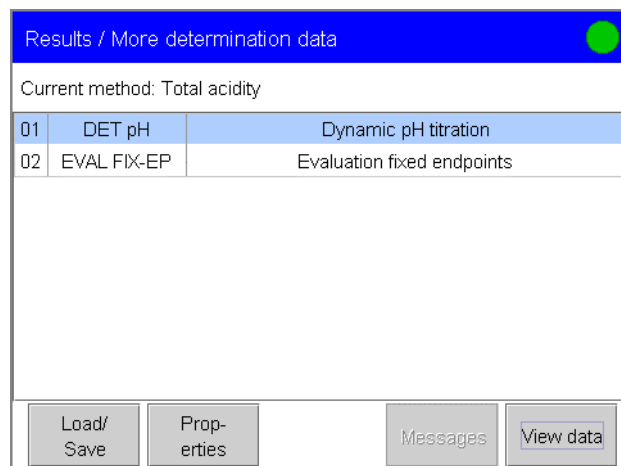 Results / More determination data
Current method: Total acidity
01 DET pH Dynamic pH titration
02 EVAL FIX-EP Evaluation fixed endpoints
Load/
Save
Prop-
erties
Messages
View data